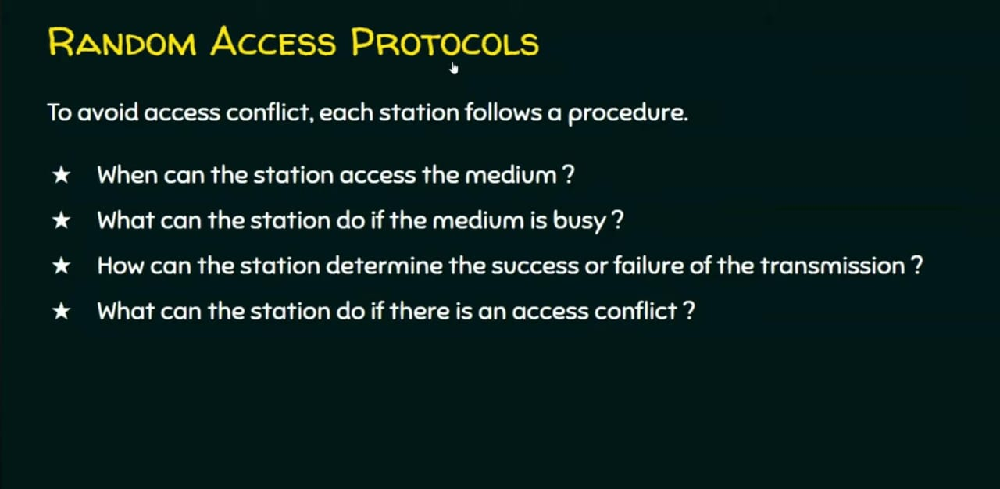 RANDOM ACCESS PROTOCOLS
To avoid access conflict, each station follows a procedure.
★ When can the station access the medium ?
★ What can the station do if the medium is busy ?
★ How can the station determine the success or failure of the transmission ?
★ What can the station do if there is an access conflict ?